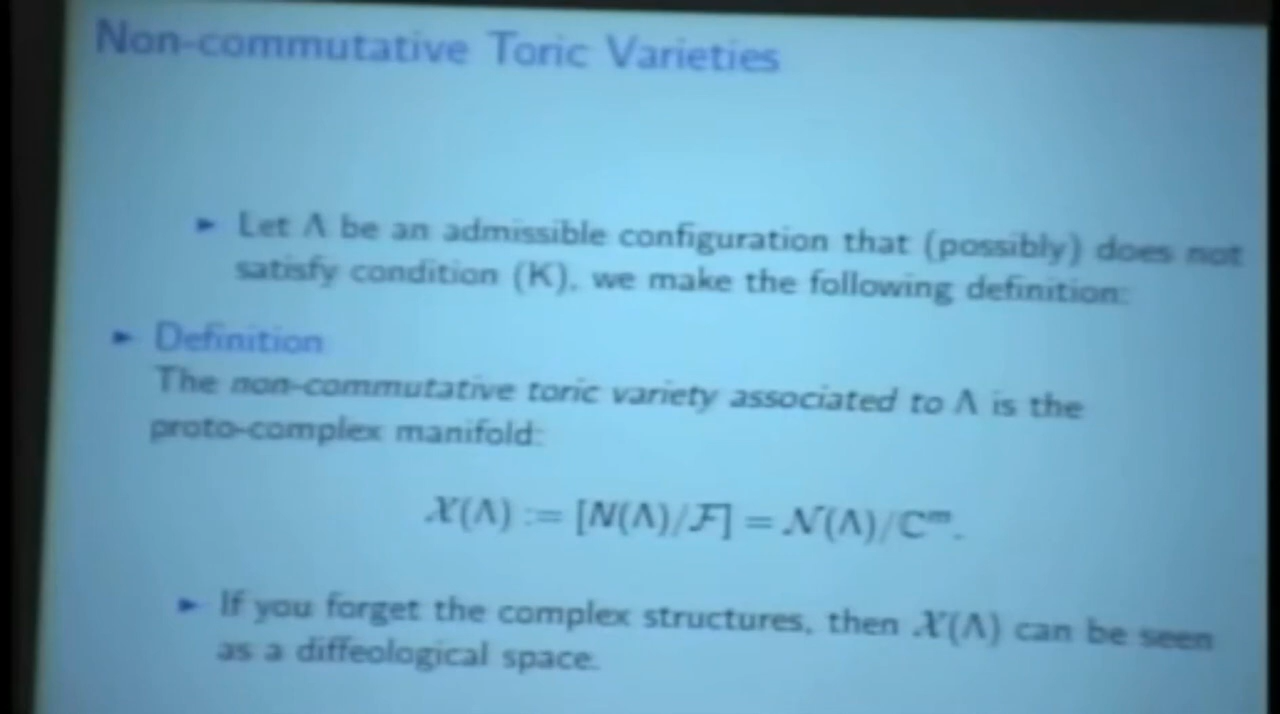 Non-commutative Toric Varieties
► Let Λ be an admissible configuration that (possibly) does not
satisfy condition (K), we make the following definition:
► Definition
The non-commutative toric variety associated to Λ is the
proto-complex manifold:
𝒳(Λ) := [N(Λ)/ℱ] = 𝒩(Λ)/ℂᵐ.
► If you forget the complex structures, then 𝒳(Λ) can be seen
as a diffeological space.